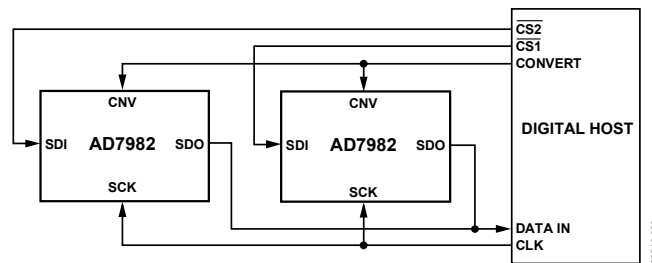 CS2
CS1
CONVERT
CNV
CNV
DIGITAL HOST
SDI AD7982 SDO
SDI AD7982 SDO
SCK
SCK
DATA IN
CLK